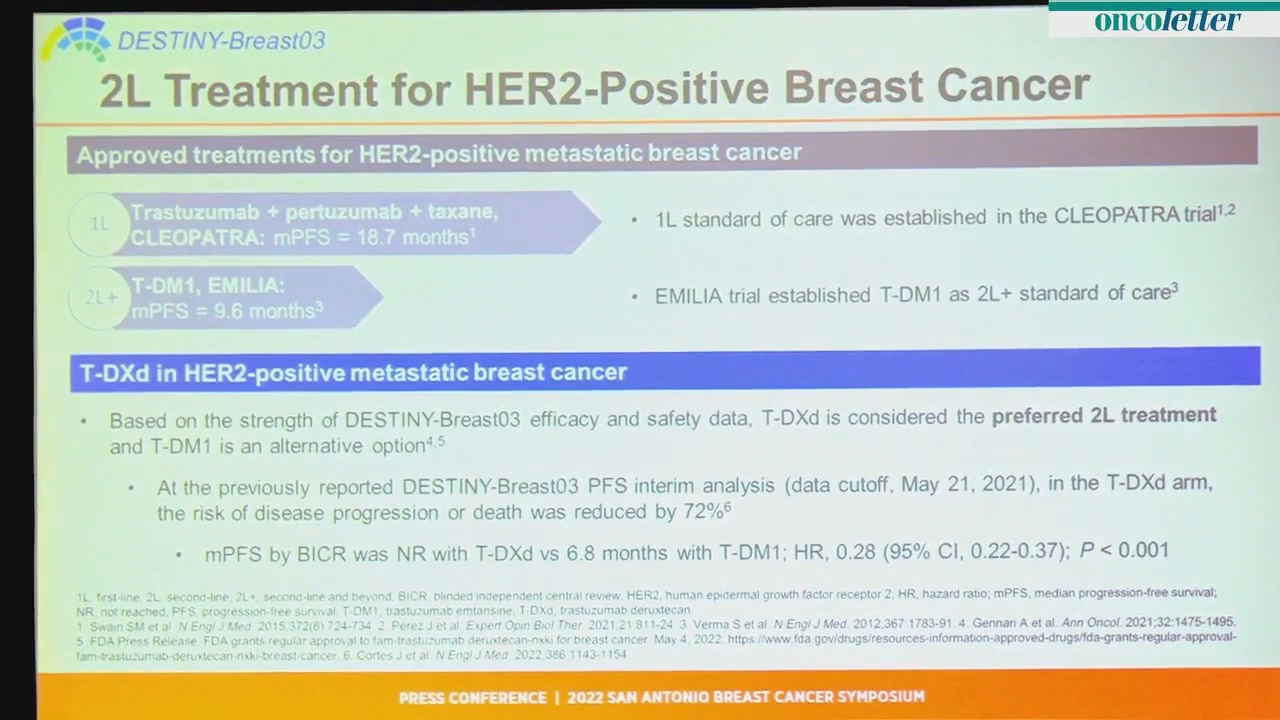 oncoletter
DESTINY-Breast03
2L Treatment for HER2-Positive Breast Cancer
Approved treatments for HER2-positive metastatic breast cancer
1L
Trastuzumab + pertuzumab + taxane,
CLEOPATRA: mPFS = 18.7 months¹
• 1L standard of care was established in the CLEOPATRA trial¹,²
2L+
T-DM1, EMILIA:
mPFS = 9.6 months³
• EMILIA trial established T-DM1 as 2L+ standard of care³
T-DXd in HER2-positive metastatic breast cancer
• Based on the strength of DESTINY-Breast03 efficacy and safety data, T-DXd is considered the preferred 2L treatment
and T-DM1 is an alternative option⁴,⁵
• At the previously reported DESTINY-Breast03 PFS interim analysis (data cutoff, May 21, 2021), in the T-DXd arm,
the risk of disease progression or death was reduced by 72%⁶
• mPFS by BICR was NR with T-DXd vs 6.8 months with T-DM1; HR, 0.28 (95% CI, 0.22-0.37); P < 0.001
1L, first-line, 2L, second-line, 2L+, second-line and beyond, BICR, blinded independent central review, HER2, human epidermal growth factor receptor 2; HR, hazard ratio; mPFS, median progression-free survival;
NR, not reached, PFS, progression-free survival, T-DM1, trastuzumab emtansine, T-DXd, trastuzumab deruxtecan.
1. Swain SM et al. N Engl J Med. 2015;372(8):724-734. 2. Perez J et al. Expert Opin Biol Ther. 2021;21:811-24. 3. Verma S et al. N Engl J Med. 2012;367:1783-91. 4. Gennari A et al. Ann Oncol. 2021;32:1475-1495.
5. FDA Press Release. FDA grants regular approval to fam-trastuzumab deruxtecan-nxki for breast cancer. May 4, 2022. https://www.fda.gov/drugs/resources-information-approved-drugs/fda-grants-regular-approval-
fam-trastuzumab-deruxtecan-nxki-breast-cancer. 6. Cortes J et al. N Engl J Med. 2022;386:1143-1154
PRESS CONFERENCE | 2022 SAN ANTONIO BREAST CANCER SYMPOSIUM